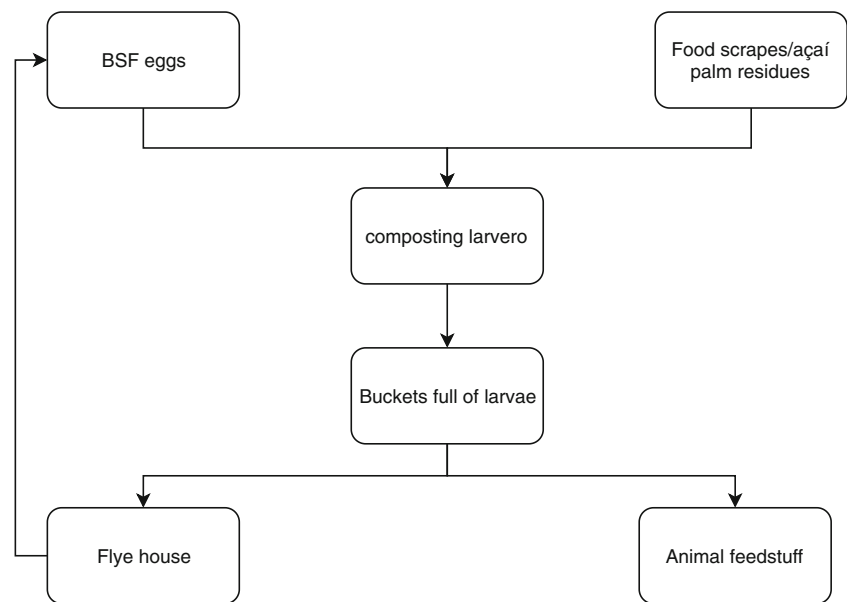 BSF eggs
Food scrapes/açaí
palm residues
composting larvero
Buckets full of larvae
Flye house
Animal feedstuff